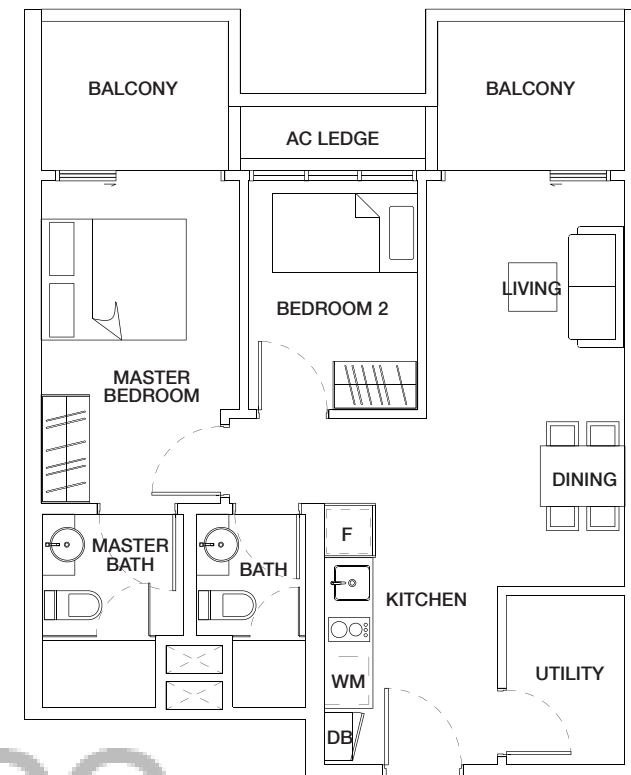 BALCONY
BALCONY
AC LEDGE
BEDROOM 2
LIVING
MASTER
BEDROOM
DINING
F
MASTER
BATH
BATH
KITCHEN
WM
UTILITY
DB